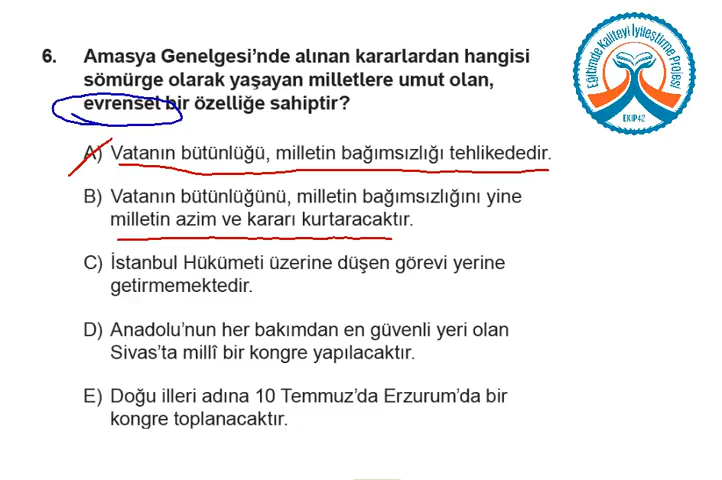 6. Amasya Genelgesi’nde alınan kararlardan hangisi
sömürge olarak yaşayan milletlere umut olan,
evrensel bir özelliğe sahiptir?
A) Vatanın bütünlüğü, milletin bağımsızlığı tehlikededir.
B) Vatanın bütünlüğünü, milletin bağımsızlığını yine
milletin azim ve kararı kurtaracaktır.
C) İstanbul Hükümeti üzerine düşen görevi yerine
getirmemektedir.
D) Anadolu’nun her bakımdan en güvenli yeri olan
Sivas’ta millî bir kongre yapılacaktır.
E) Doğu illeri adına 10 Temmuz’da Erzurum’da bir
kongre toplanacaktır.
Eğitimde Kaliteyi İyileştirme Projesi
EKİP42